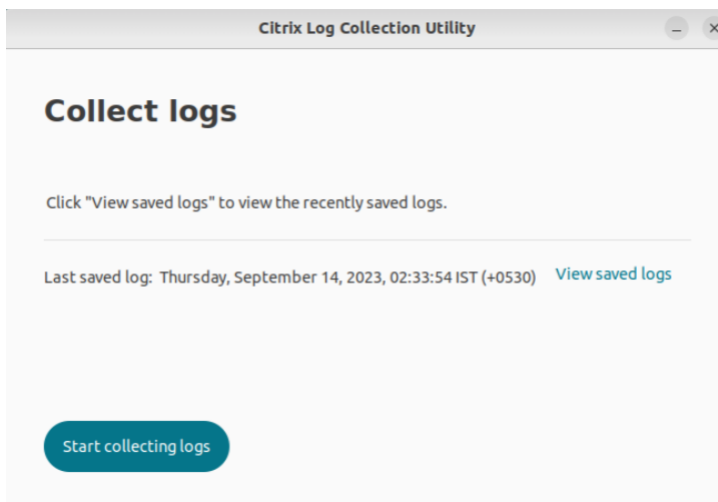 Citrix Log Collection Utility
Collect logs
Click "View saved logs" to view the recently saved logs.
Last saved log: Thursday, September 14, 2023, 02:33:54 IST (+0530) View saved logs
Start collecting logs